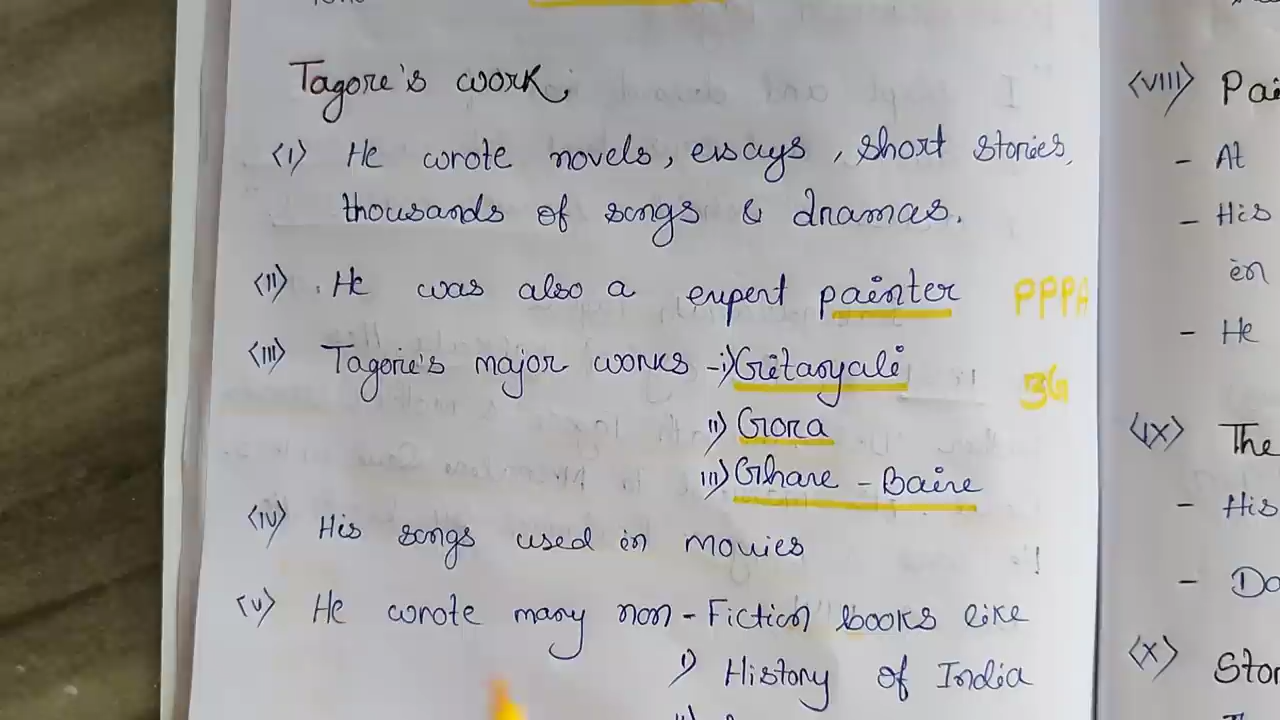 Tagore's work,
(I) He wrote novels, essays, short stories,
thousands of songs & dramas.
(II) He was also a expert painter PPPA
(III) Tagore's major works - i) Gitanjali 3G
II) Gora
III) Ghare - Baire
(IV) His songs used in movies
(V) He wrote many non-Fiction books like
I) History of India
(VIII) Pai
- At
- His
in
- He
(IX) The
- His
- Do
(X) Stor